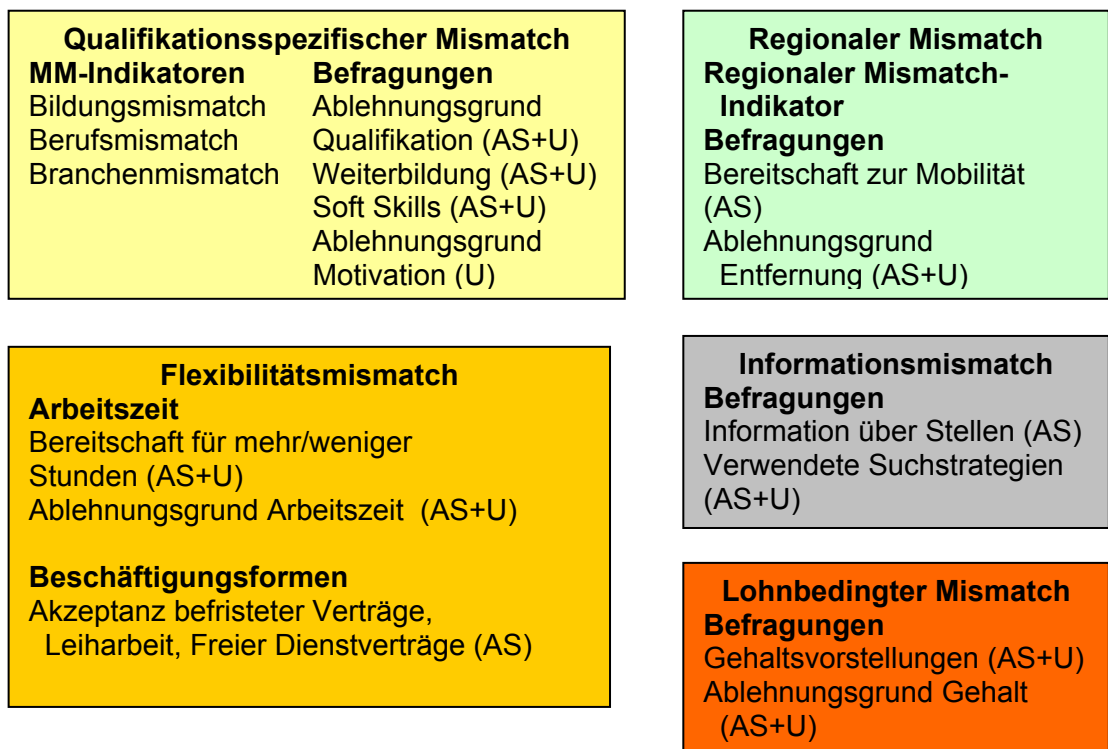 Qualifikationsspezifischer Mismatch
MM-Indikatoren
Bildungsmismatch
Berufsmismatch
Branchenmismatch
Befragungen
Ablehnungsgrund
Qualifikation (AS+U)
Weiterbildung (AS+U)
Soft Skills (AS+U)
Ablehnungsgrund
Motivation (U)
Regionaler Mismatch
Regionaler Mismatch-
Indikator
Befragungen
Bereitschaft zur Mobilität
(AS)
Ablehnungsgrund
Entfernung (AS+U)
Flexibilitätsmismatch
Arbeitszeit
Bereitschaft für mehr/weniger
Stunden (AS+U)
Ablehnungsgrund Arbeitszeit (AS+U)
Beschäftigungsformen
Akzeptanz befristeter Verträge,
Leiharbeit, Freier Dienstverträge (AS)
Informationsmismatch
Befragungen
Information über Stellen (AS)
Verwendete Suchstrategien
(AS+U)
Lohnbedingter Mismatch
Befragungen
Gehaltsvorstellungen (AS+U)
Ablehnungsgrund Gehalt
(AS+U)